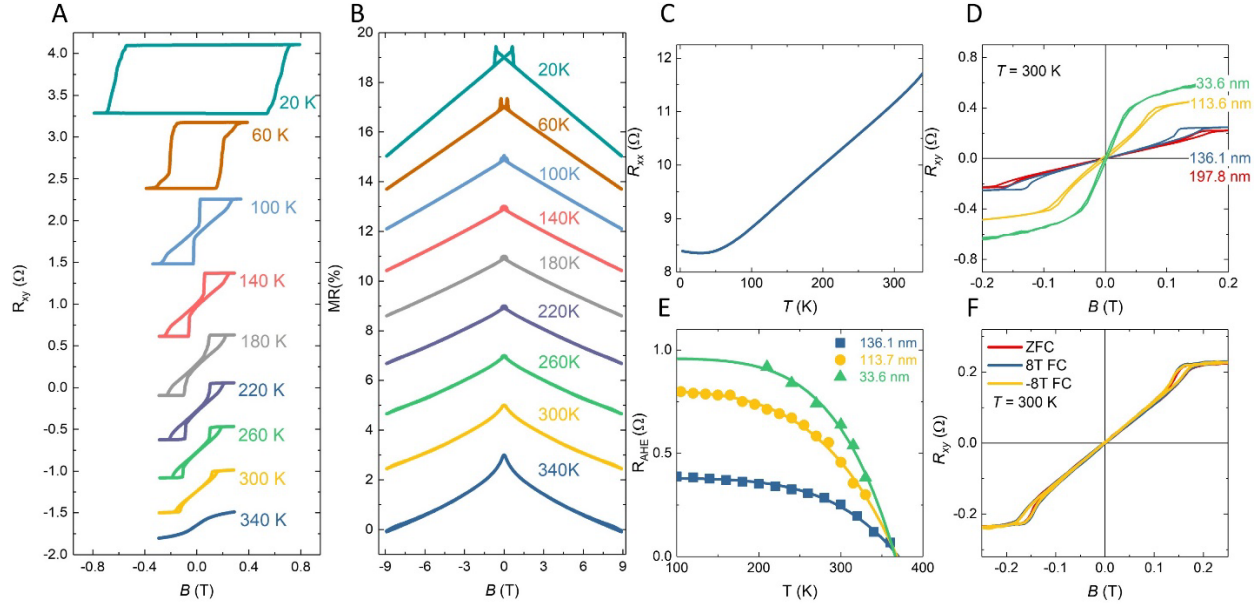 A
4.0
3.5
3.0
2.5
2.0
1.5
1.0
0.5
0.0
-0.5
-1.0
-1.5
-2.0
-0.8
-0.4
0.0
0.4
0.8
R_xy (Ω)
B (T)
20 K
60 K
100 K
140 K
180 K
220 K
260 K
300 K
340 K
B
20
18
16
14
12
10
8
6
4
2
0
-9
-6
-3
0
3
6
9
MR(%)
B (T)
20K
60K
100K
140K
180K
220K
260K
300K
340K
C
12
11
10
9
8
0
50
100
150
200
250
300
R_xx (Ω)
T (K)
D
0.8
0.4
0.0
-0.4
-0.8
-0.2
-0.1
0.0
0.1
0.2
R_xy (Ω)
B (T)
T = 300 K
33.6 nm
113.6 nm
136.1 nm
197.8 nm
E
1.0
0.5
0.0
100
200
300
400
R_AHE (Ω)
T (K)
136.1 nm
113.7 nm
33.6 nm
F
0.2
0.0
-0.2
-0.2
-0.1
0.0
0.1
0.2
R_xy (Ω)
B (T)
ZFC
8T FC
-8T FC
T = 300 K